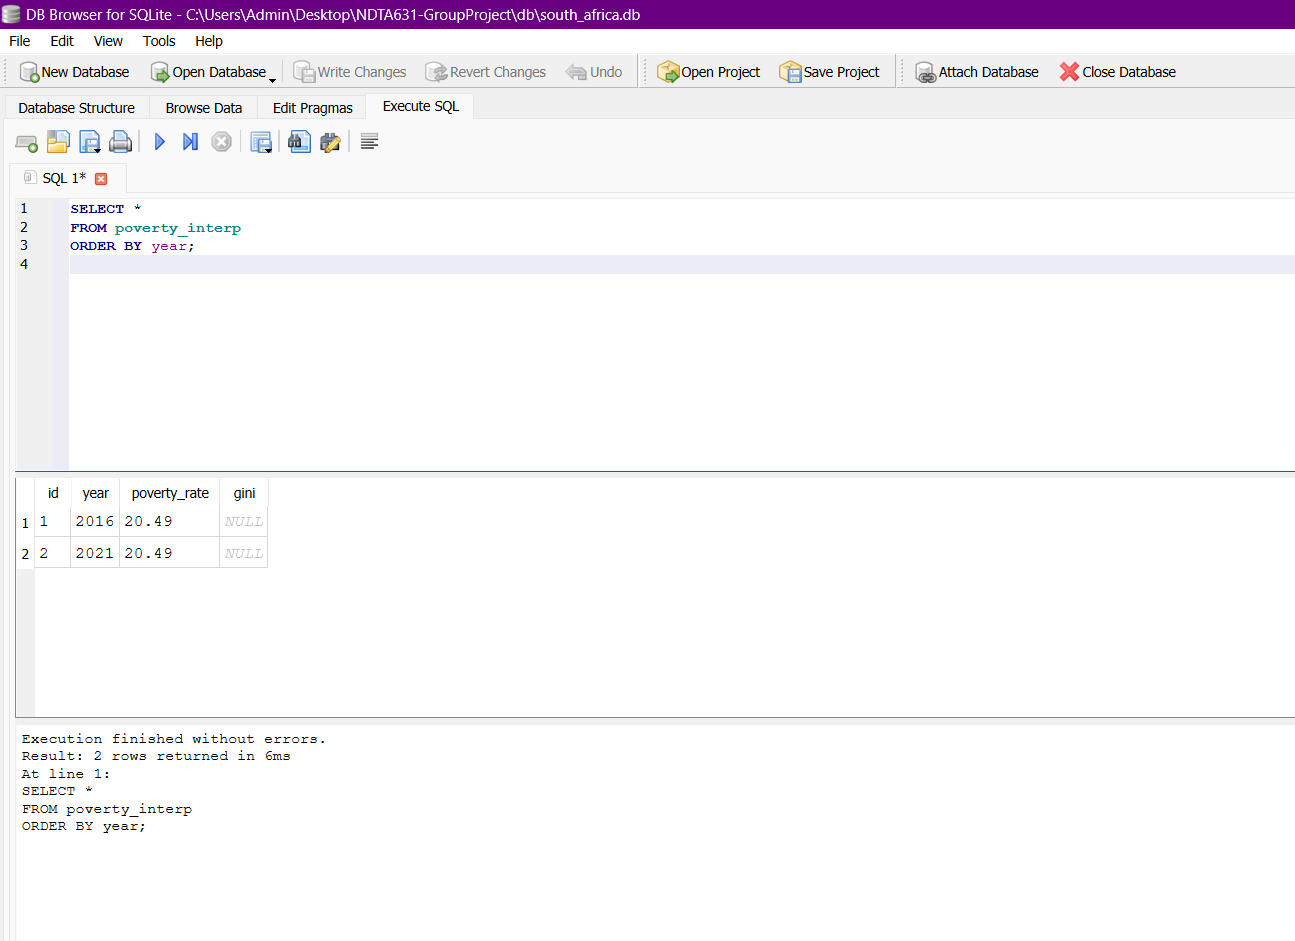 DB Browser for SQLite - C:\Users\Admin\Desktop\NDTA631-GroupProject\db\south_africa.db
File Edit View Tools Help
New Database Open Database Write Changes Revert Changes Undo Open Project Save Project Attach Database Close Database
Database Structure Browse Data Edit Pragmas Execute SQL
SQL 1*
1 SELECT *
2 FROM poverty_interp
3 ORDER BY year;
4
id year poverty_rate gini
1 1 2016 20.49 NULL
2 2 2021 20.49 NULL
Execution finished without errors.
Result: 2 rows returned in 6ms
At line 1:
SELECT *
FROM poverty_interp
ORDER BY year;